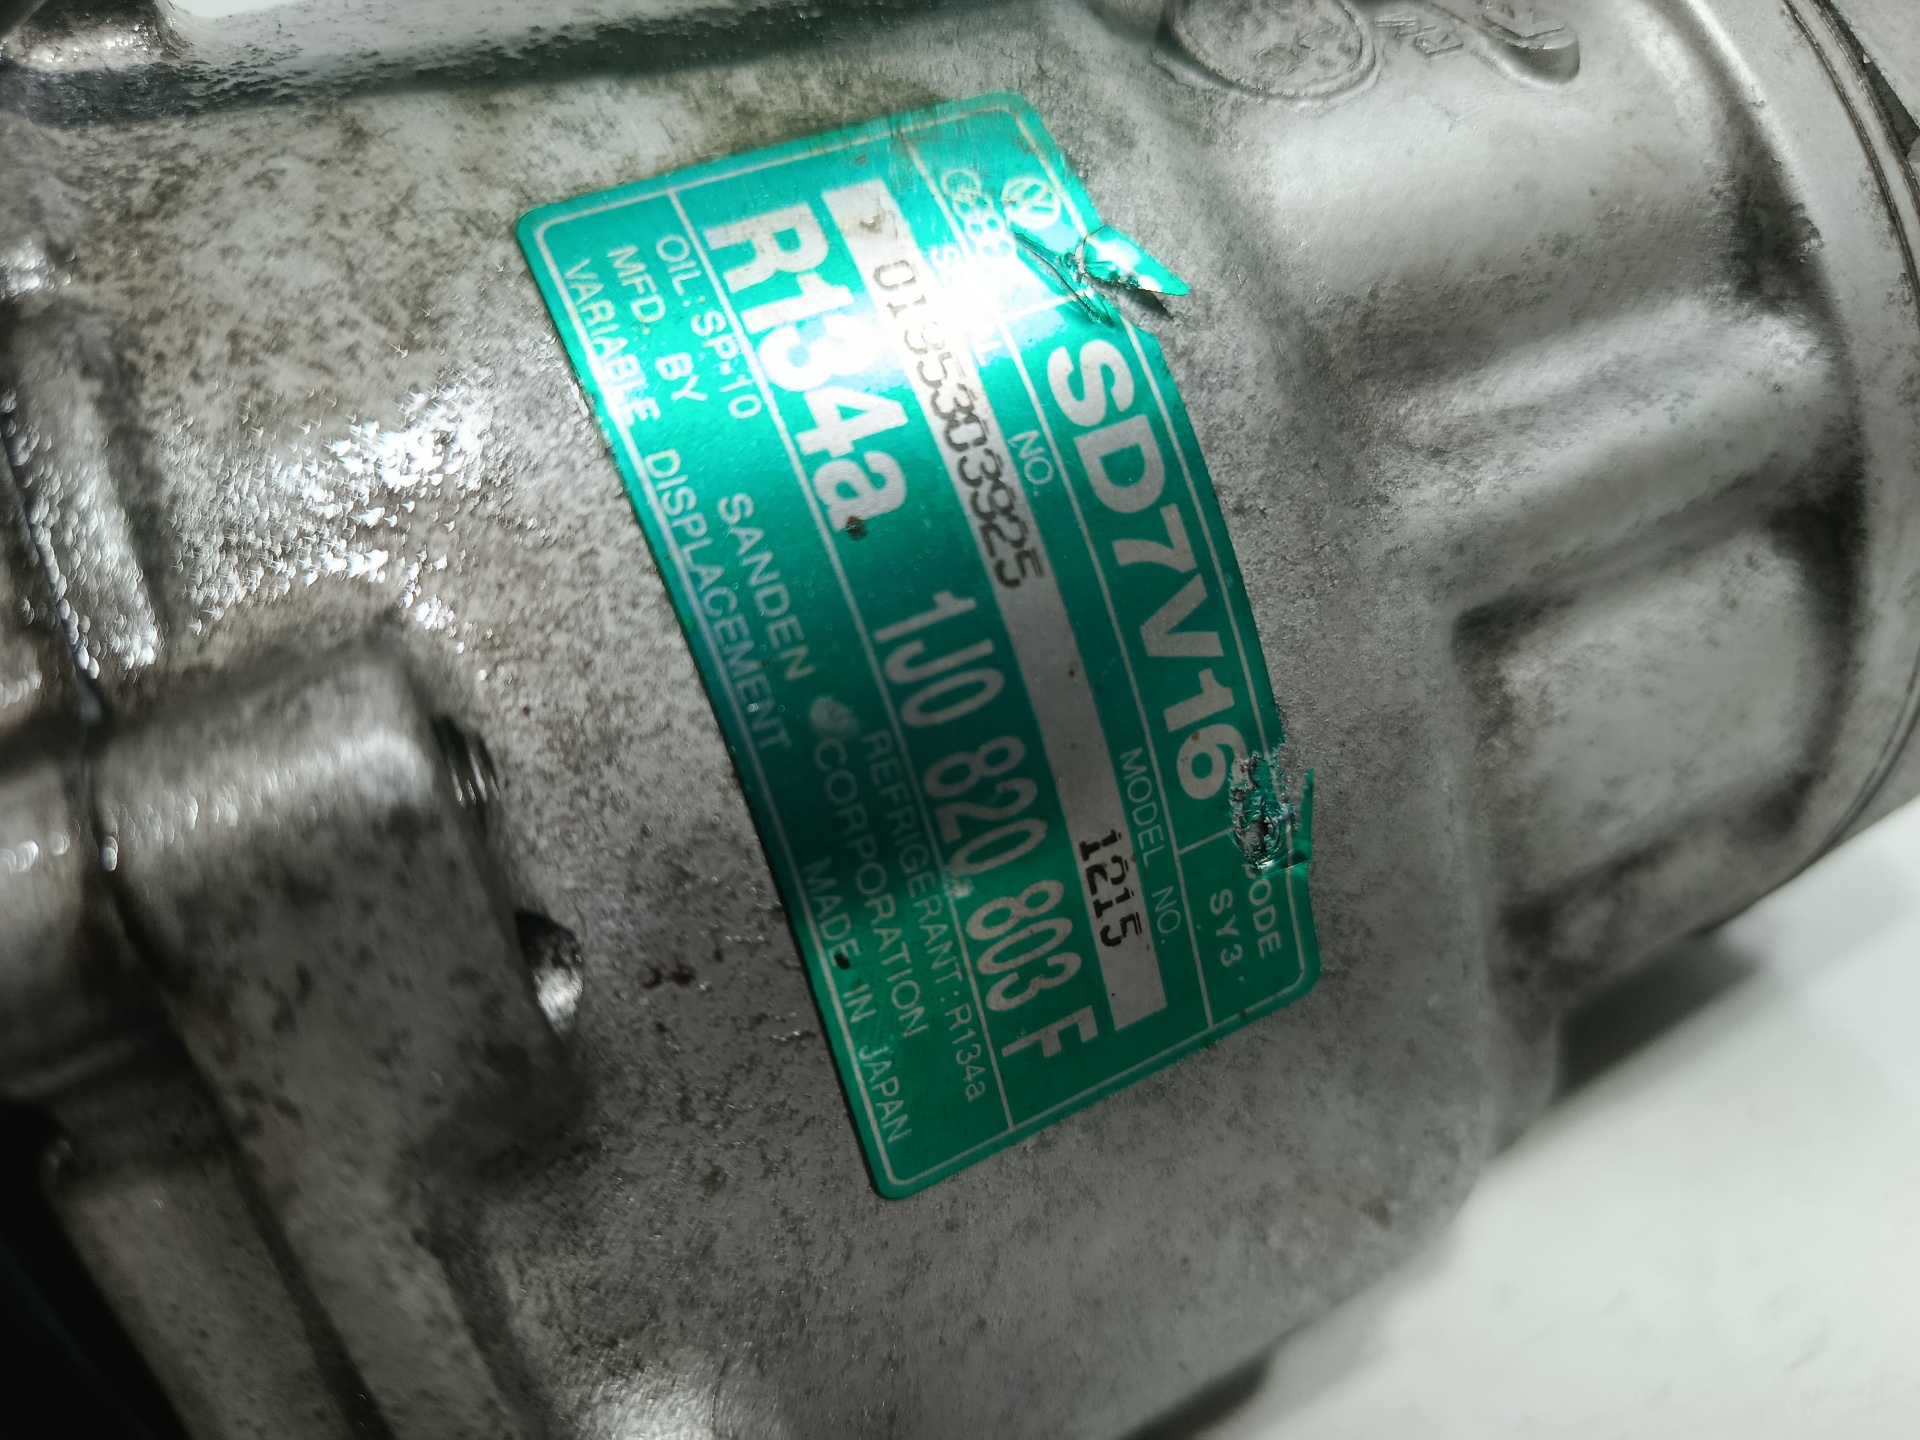 SD7V16
CODE
SY3.
NO.
MODEL NO.
0195303925
1215
R134a
1J0 820 803 F
REFRIGERANT:R134a
OIL:SP-10
MFD. BY SANDEN CORPORATION
VARIABLE DISPLACEMENT
MADE IN JAPAN